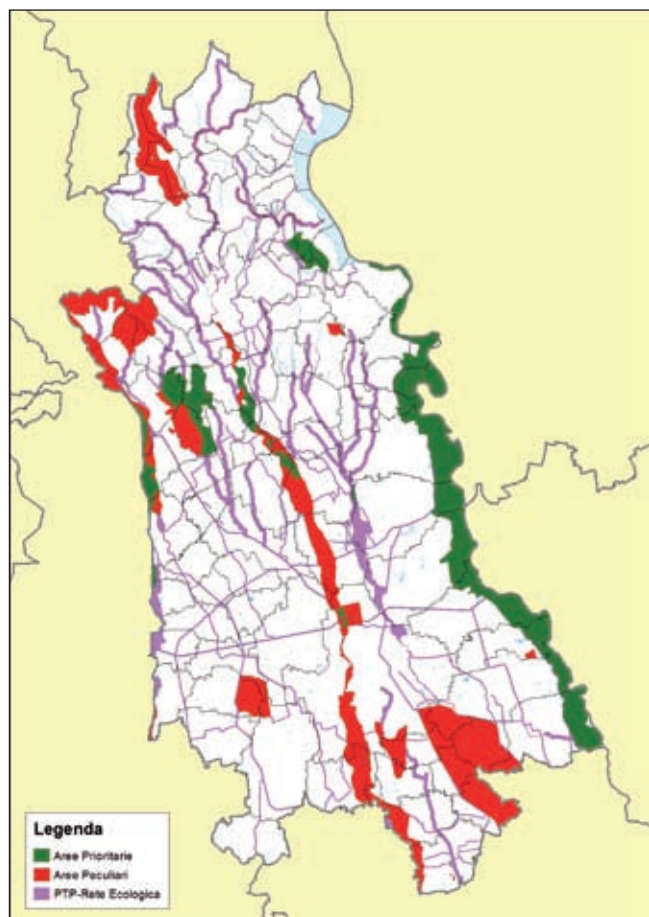 Legenda
Aree Prioritarie
Aree Peculiari
PTP-Rete Ecologica